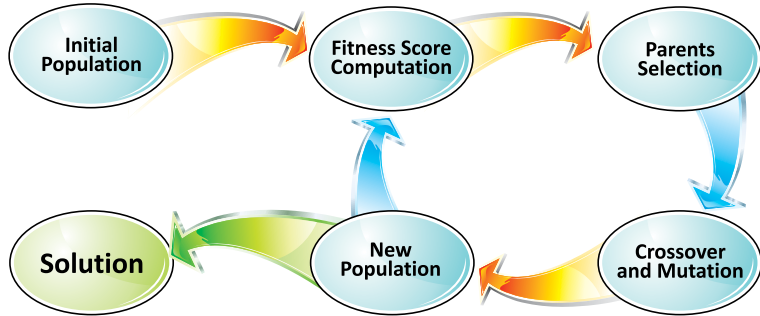 Initial
Population
Fitness Score
Computation
Parents
Selection
Solution
New
Population
Crossover
and Mutation